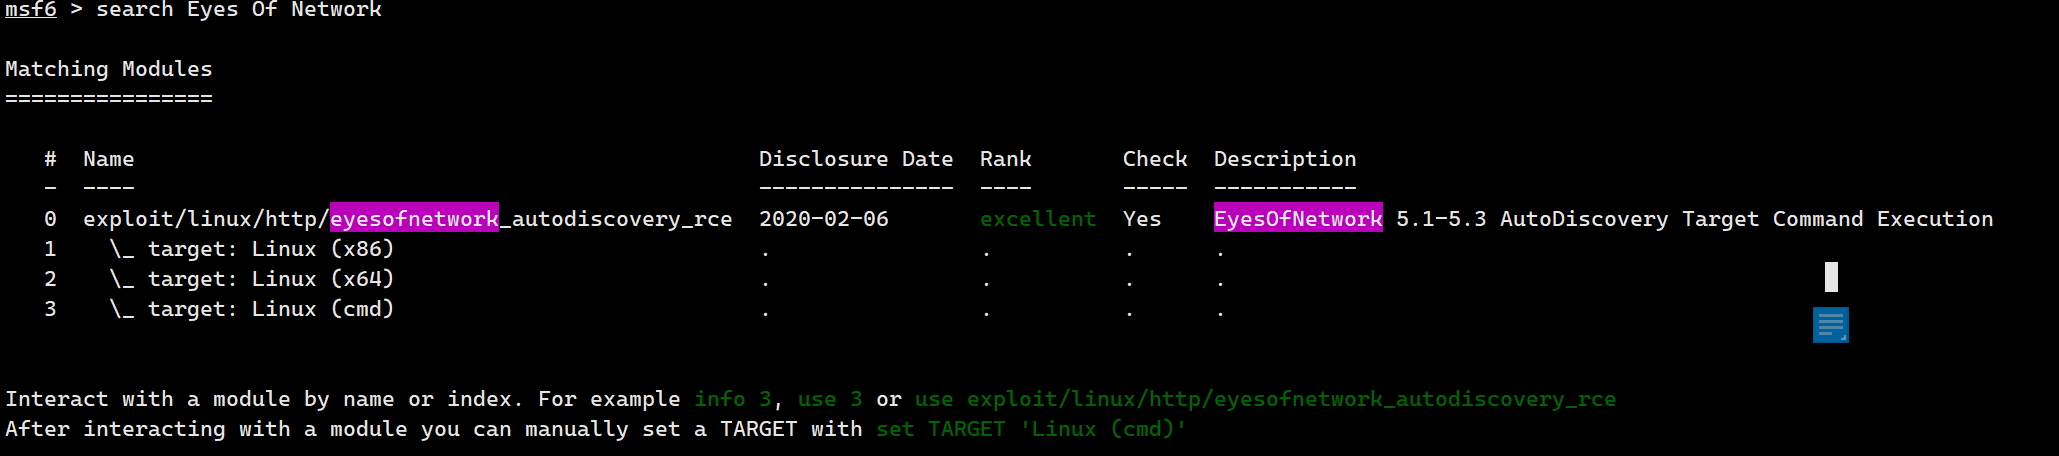 msf6 > search Eyes Of Network
Matching Modules
================
# Name Disclosure Date Rank Check Description
- ---- --------------- ---- ----- -----------
0 exploit/linux/http/eyesofnetwork_autodiscovery_rce 2020-02-06 excellent Yes EyesOfNetwork 5.1-5.3 AutoDiscovery Target Command Execution
1 \_ target: Linux (x86) . . . .
2 \_ target: Linux (x64) . . . .
3 \_ target: Linux (cmd) . . . .
Interact with a module by name or index. For example info 3, use 3 or use exploit/linux/http/eyesofnetwork_autodiscovery_rce
After interacting with a module you can manually set a TARGET with set TARGET 'Linux (cmd)'